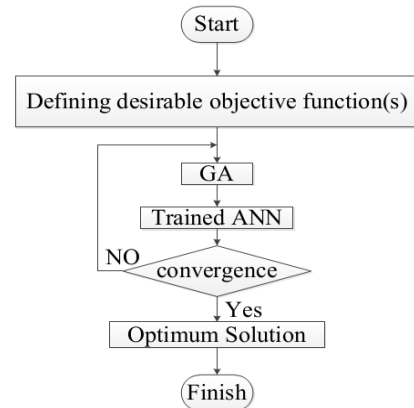 Start
Defining desirable objective function(s)
GA
Trained ANN
NO
convergence
Yes
Optimum Solution
Finish